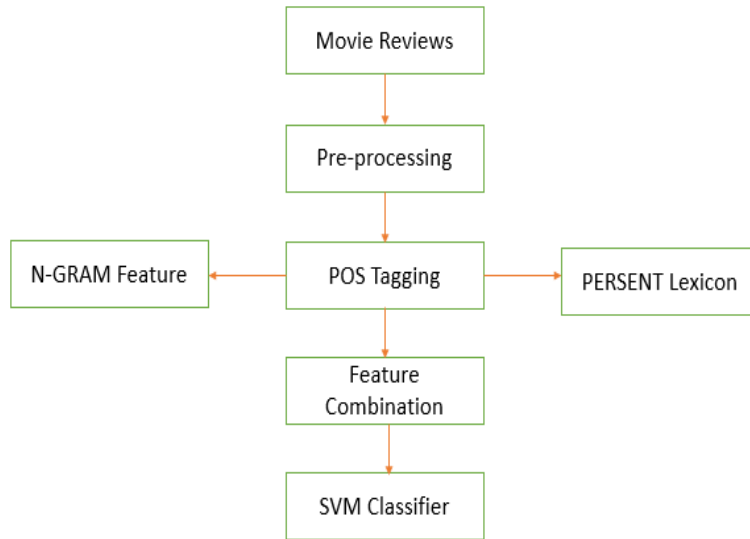 Movie Reviews
Pre-processing
N-GRAM Feature
POS Tagging
PERSENT Lexicon
Feature
Combination
SVM Classifier